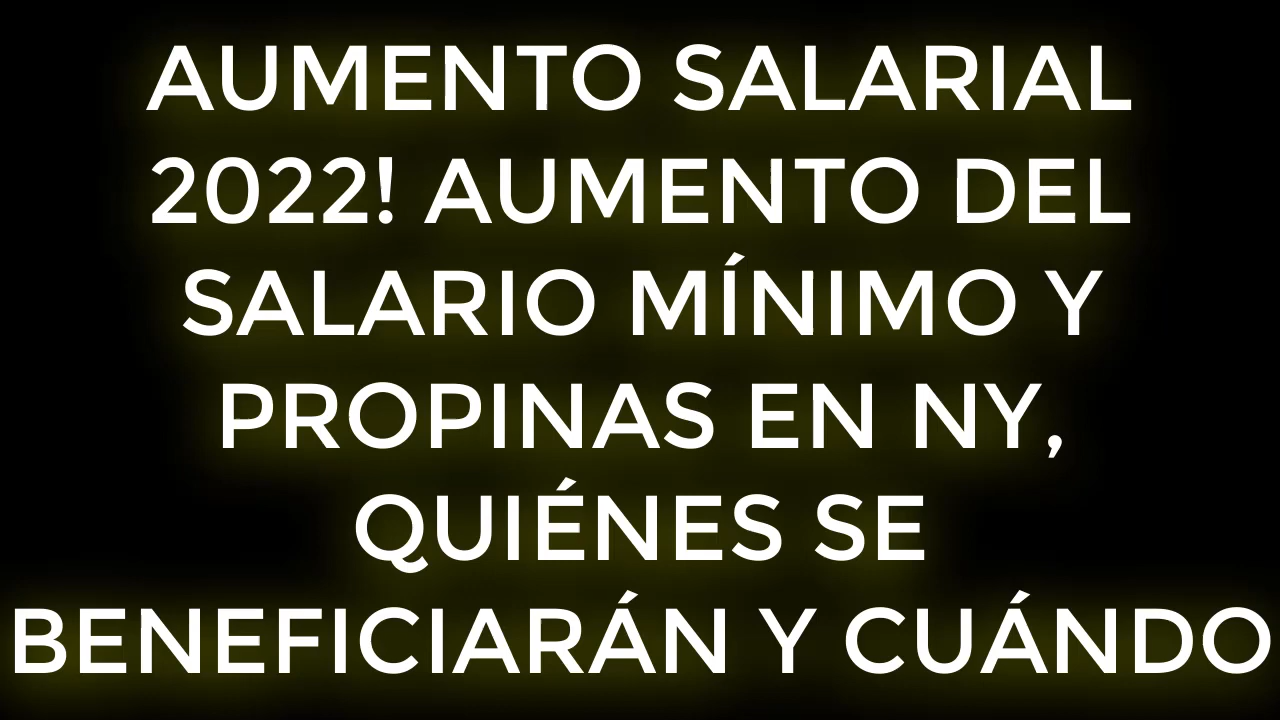 AUMENTO SALARIAL
2022! AUMENTO DEL
SALARIO MÍNIMO Y
PROPINAS EN NY,
QUIÉNES SE
BENEFICIARÁN Y CUÁNDO